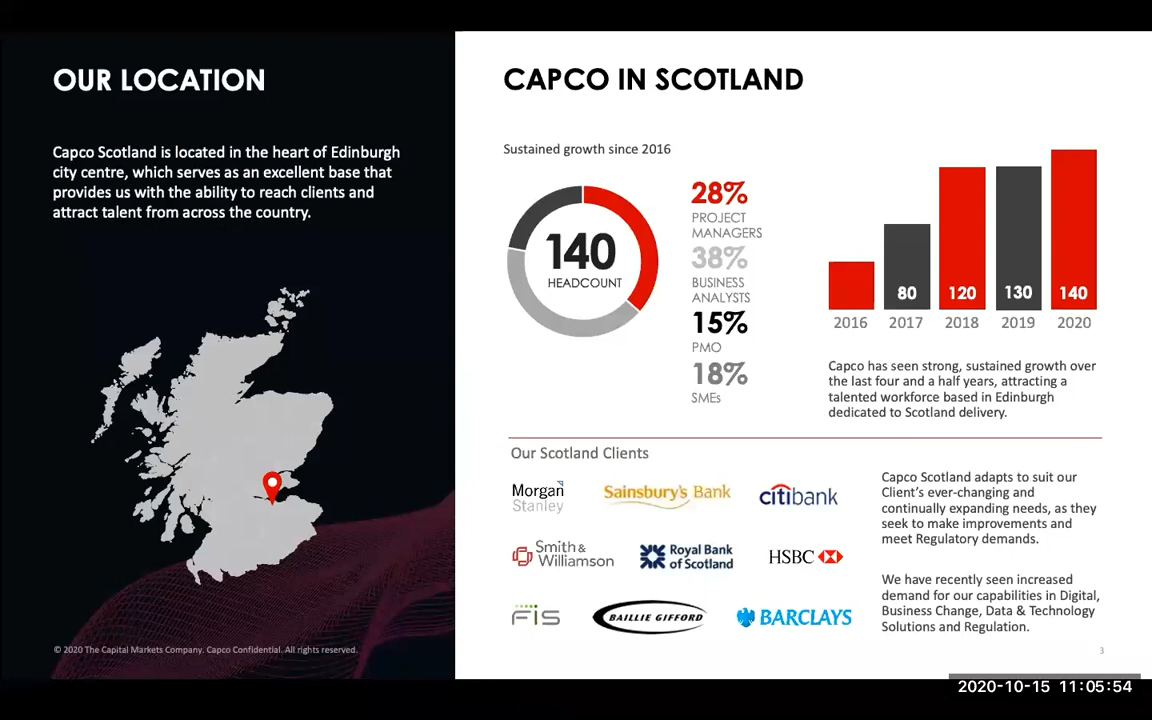 OUR LOCATION
Capco Scotland is located in the heart of Edinburgh
city centre, which serves as an excellent base that
provides us with the ability to reach clients and
attract talent from across the country.
© 2020 The Capital Markets Company. Capco Confidential. All rights reserved.
CAPCO IN SCOTLAND
Sustained growth since 2016
140
HEADCOUNT
28%
PROJECT
MANAGERS
38%
BUSINESS
ANALYSTS
15%
PMO
18%
SMEs
80
120
130
140
2016
2017
2018
2019
2020
Capco has seen strong, sustained growth over
the last four and a half years, attracting a
talented workforce based in Edinburgh
dedicated to Scotland delivery.
Our Scotland Clients
Morgan
Stanley
Sainsbury's Bank
citibank
Smith &
Williamson
Royal Bank
of Scotland
HSBC
FIS
BAILLIE GIFFORD
BARCLAYS
Capco Scotland adapts to suit our
Client's ever-changing and
continually expanding needs, as they
seek to make improvements and
meet Regulatory demands.
We have recently seen increased
demand for our capabilities in Digital,
Business Change, Data & Technology
Solutions and Regulation.
3
2020-10-15 11:05:54